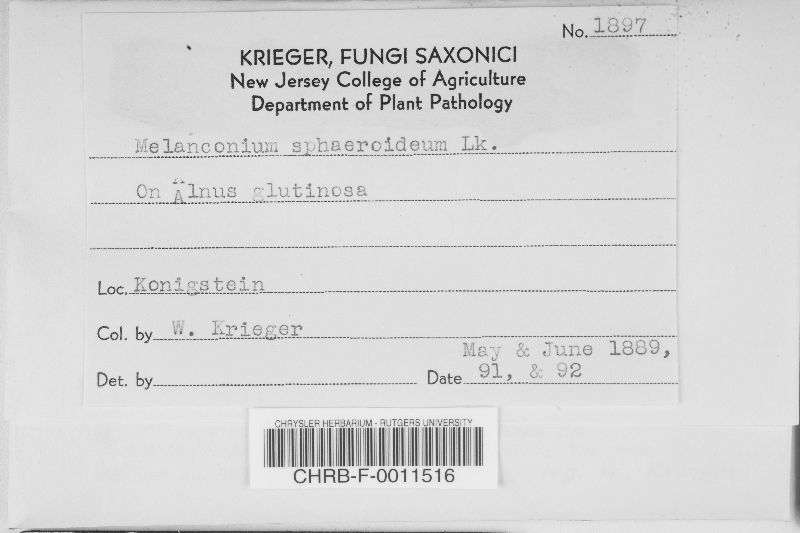 No. 1897
KRIEGER, FUNGI SAXONICI
New Jersey College of Agriculture
Department of Plant Pathology
Melanconium sphaeroideum Lk.
On Alnus glutinosa
Loc. Konigstein
Col. by W. Krieger
May & June 1889,
Det. by Date 91, & 92
CHRYSLER HERBARIUM - RUTGERS UNIVERSITY
CHRB-F-0011516